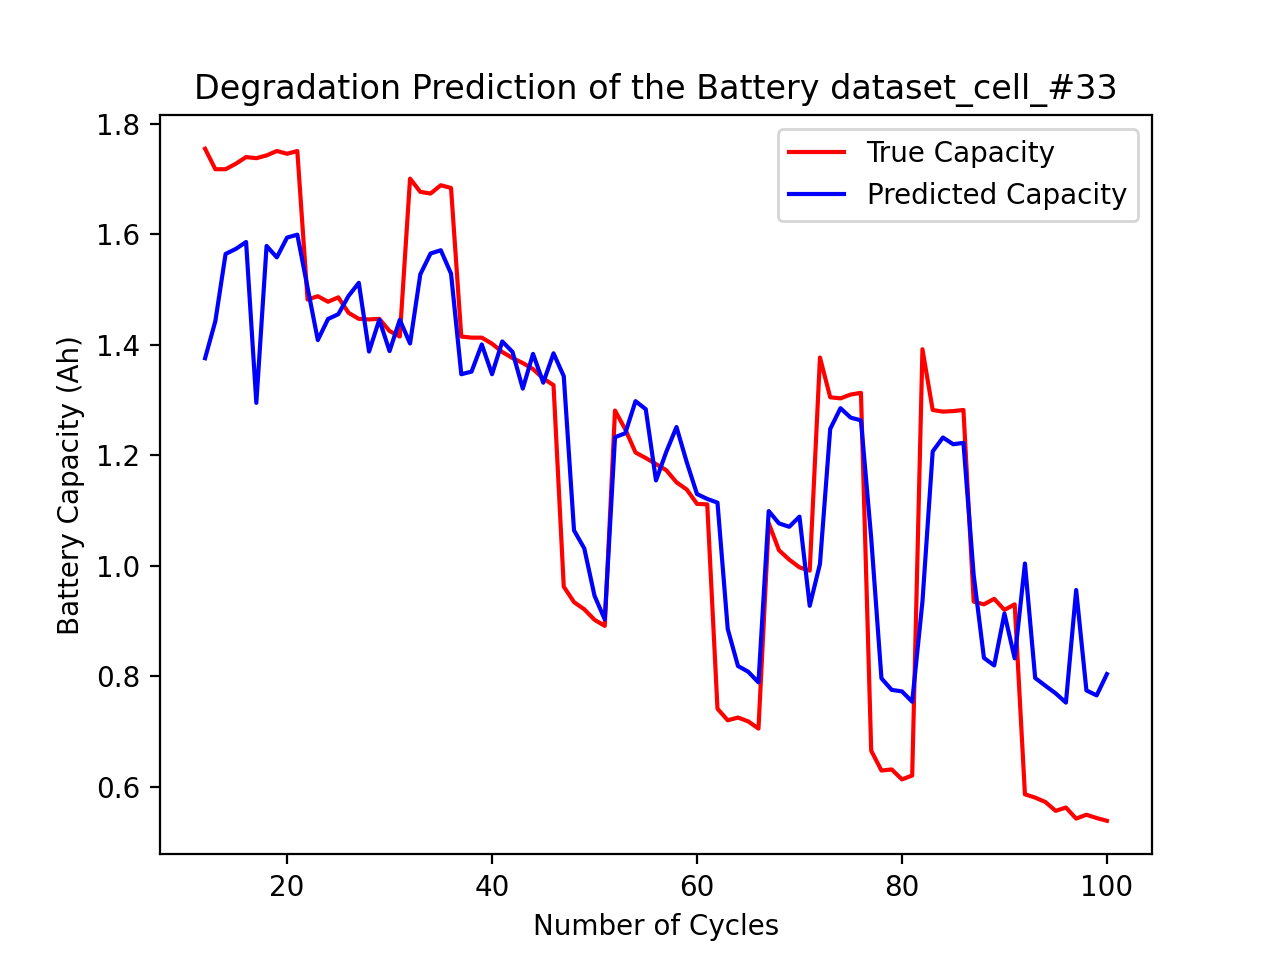 Degradation Prediction of the Battery dataset_cell_#33
True Capacity
Predicted Capacity
Battery Capacity (Ah)
1.8
1.6
1.4
1.2
1.0
0.8
0.6
20 40 60 80 100
Number of Cycles